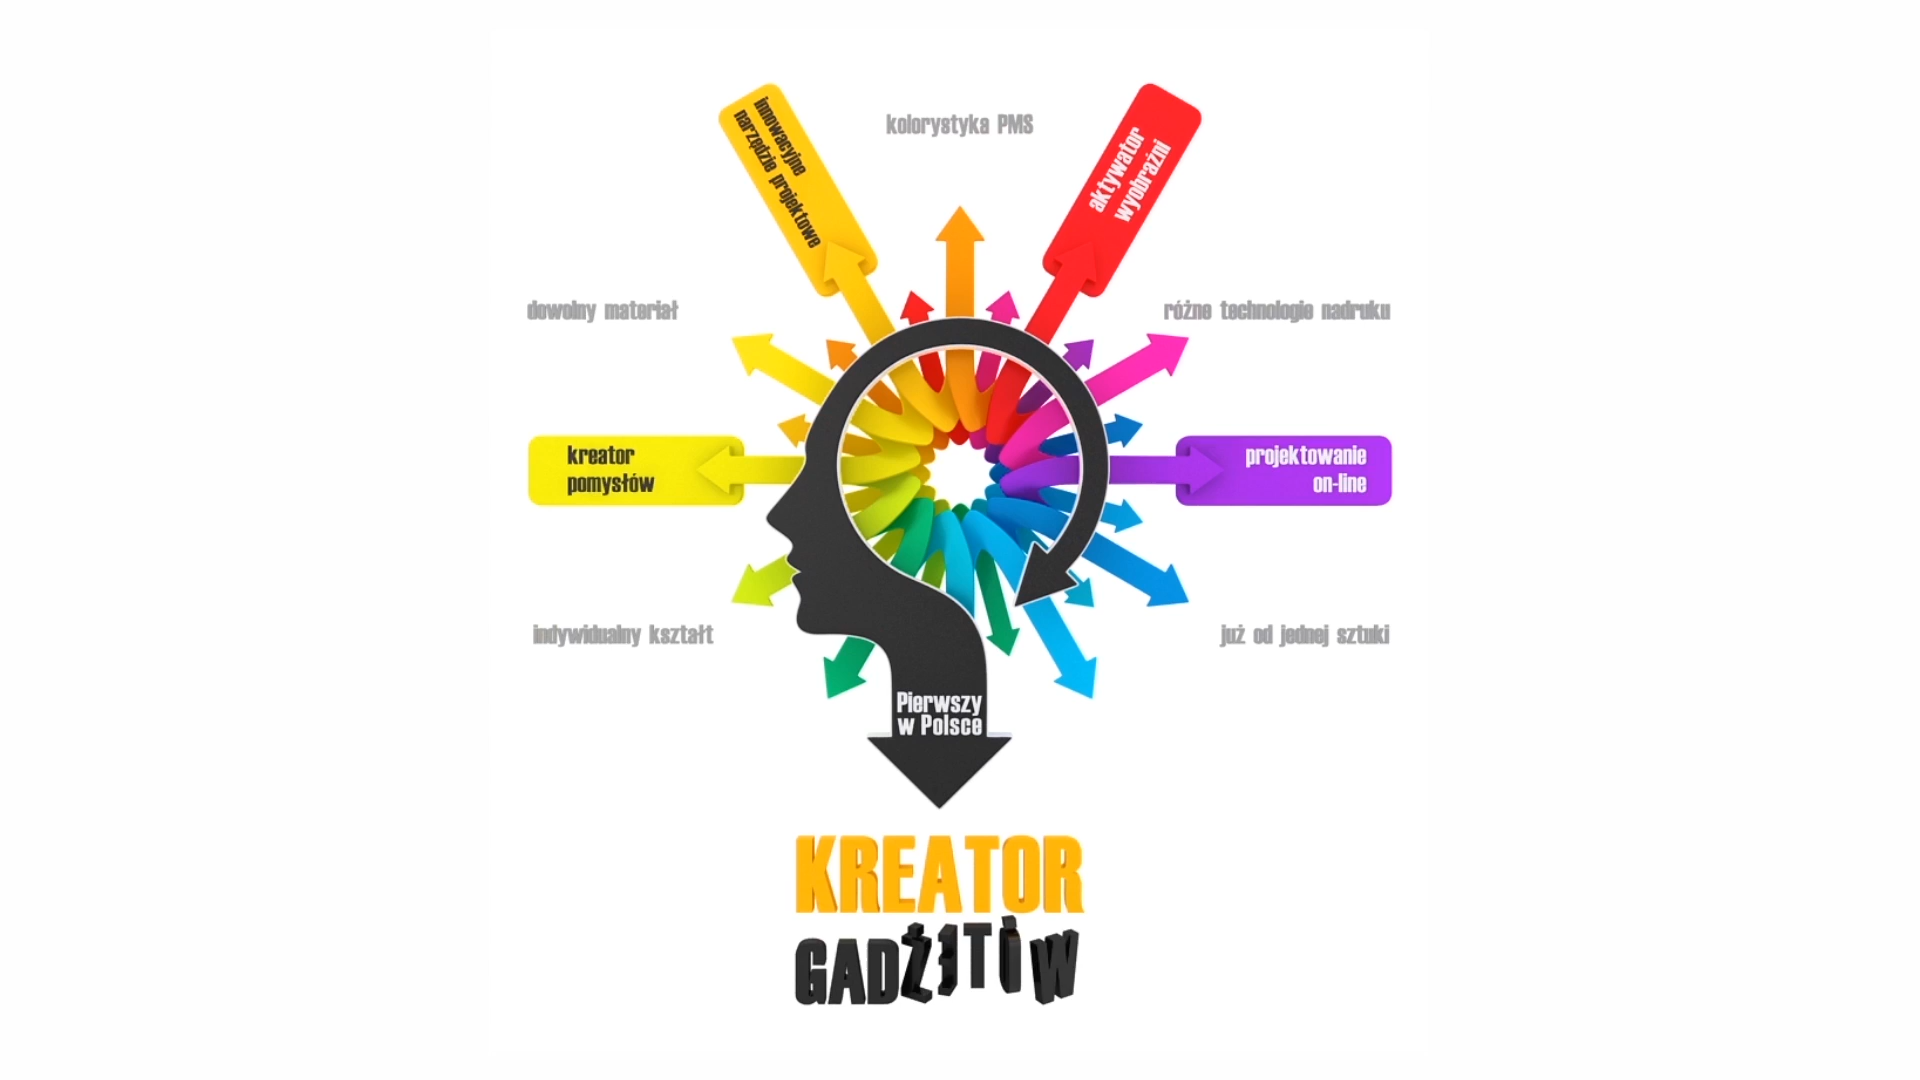 kolorystyka PMS
innowacyjne
narzędzie projektowe
aktywator
wyobraźni
dowolny materiał
różne technologie nadruku
kreator
pomysłów
projektowanie
on-line
indywidualny kształt
już od jednej sztuki
Pierwszy
w Polsce
KREATOR
GADŻETÓW